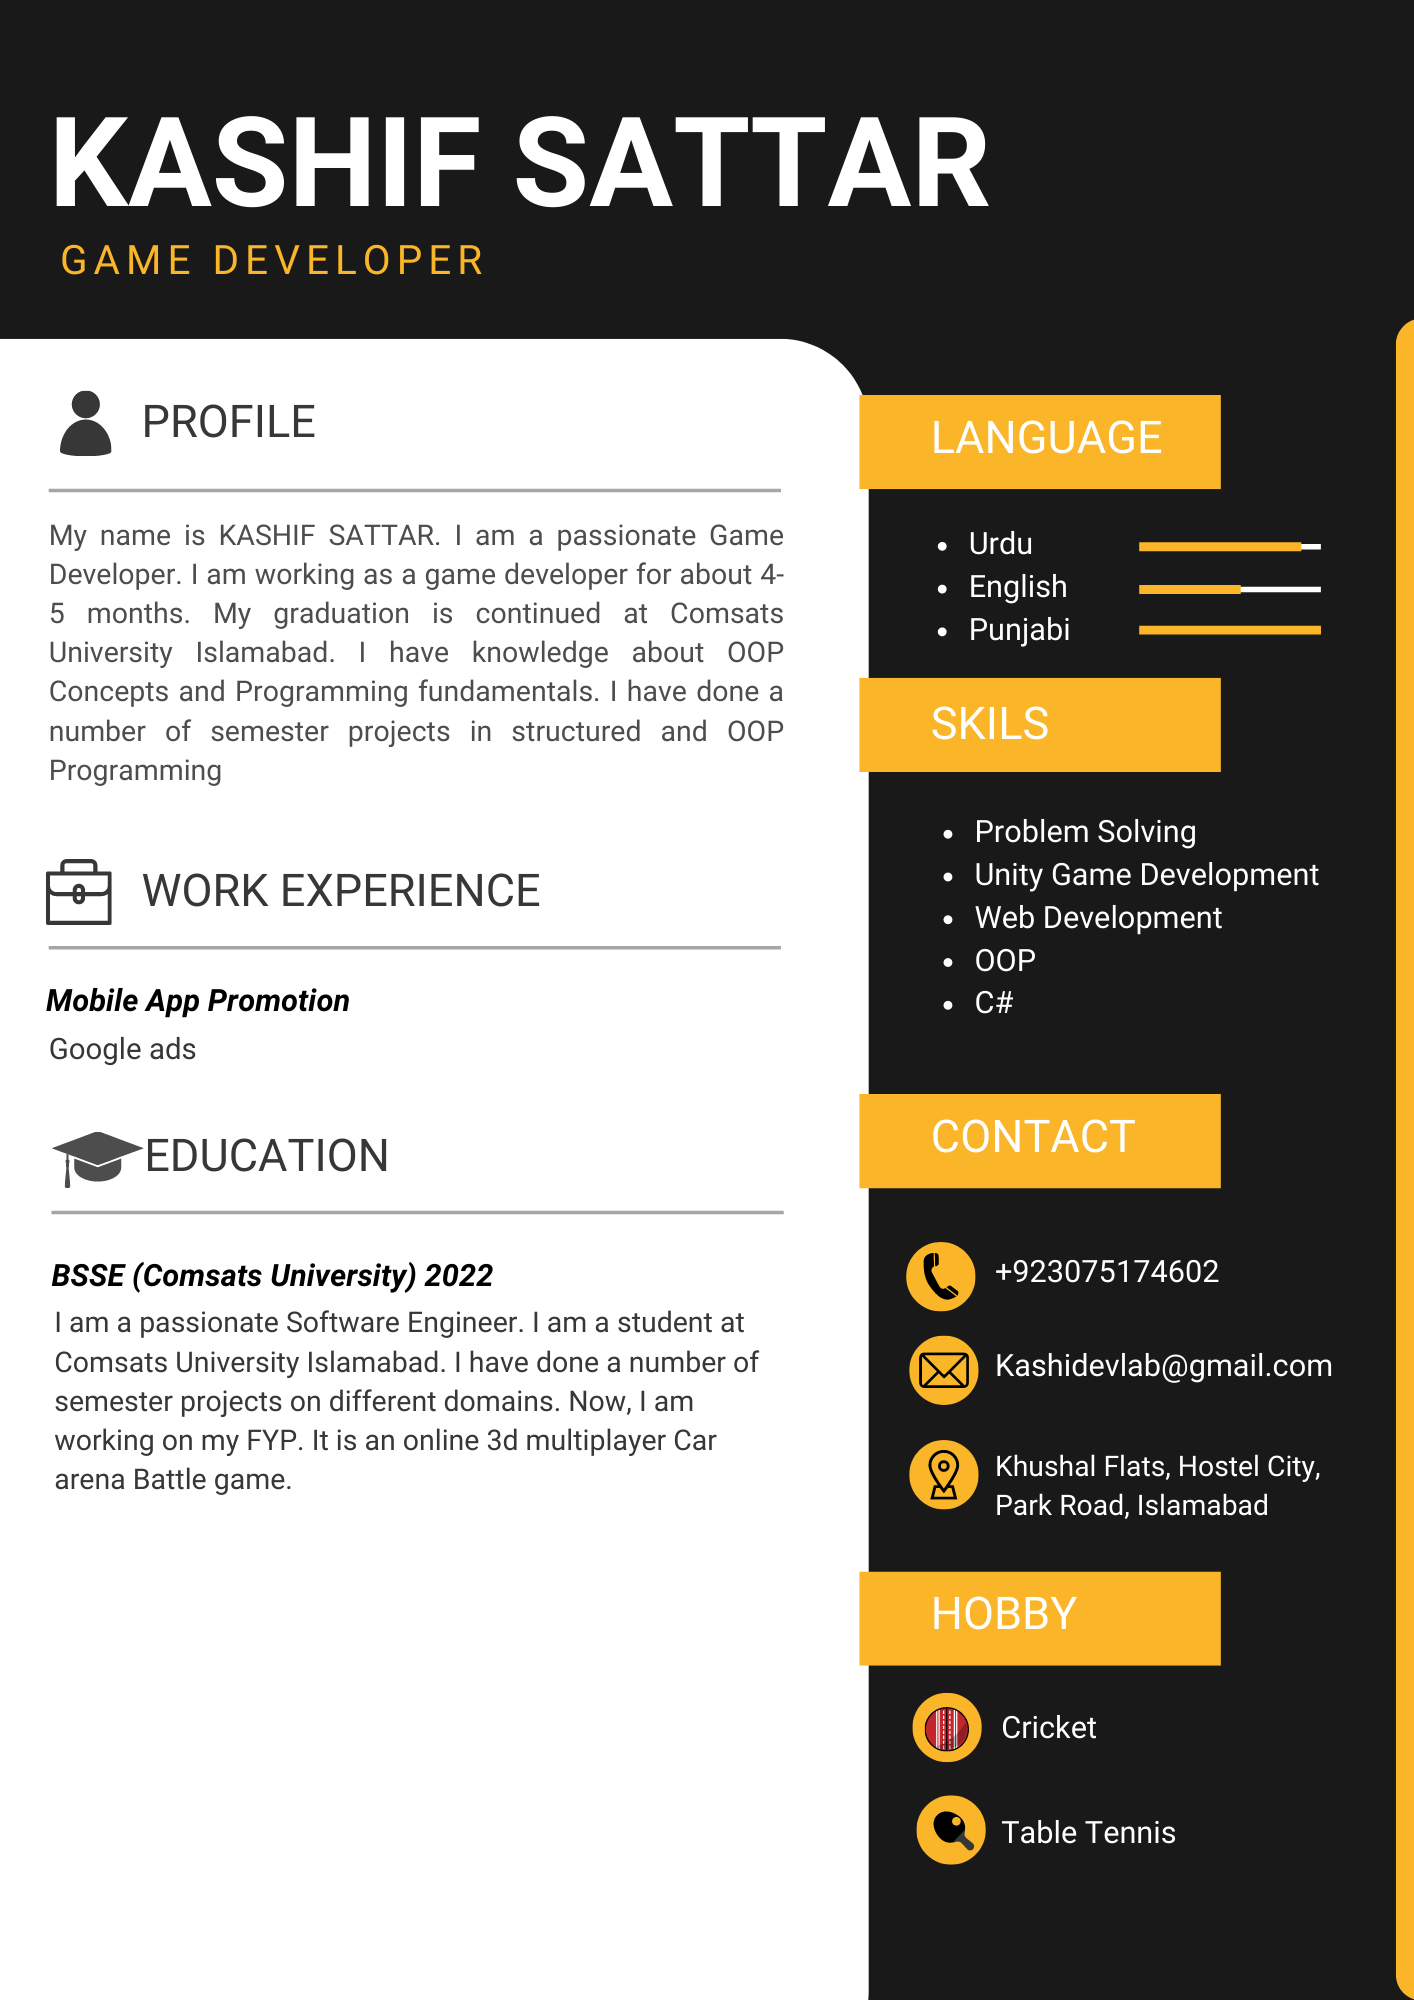 KASHIF SATTAR
GAME DEVELOPER
PROFILE
My name is KASHIF SATTAR. I am a passionate Game
Developer. I am working as a game developer for about 4-
5 months. My graduation is continued at Comsats
University Islamabad. I have knowledge about OOP
Concepts and Programming fundamentals. I have done a
number of semester projects in structured and OOP
Programming
WORK EXPERIENCE
Mobile App Promotion
Google ads
EDUCATION
BSSE (Comsats University) 2022
I am a passionate Software Engineer. I am a student at
Comsats University Islamabad. I have done a number of
semester projects on different domains. Now, I am
working on my FYP. It is an online 3d multiplayer Car
arena Battle game.
LANGUAGE
• Urdu
• English
• Punjabi
SKILS
• Problem Solving
• Unity Game Development
• Web Development
• OOP
• C#
CONTACT
+923075174602
Kashidevlab@gmail.com
Khushal Flats, Hostel City,
Park Road, Islamabad
HOBBY
Cricket
Table Tennis